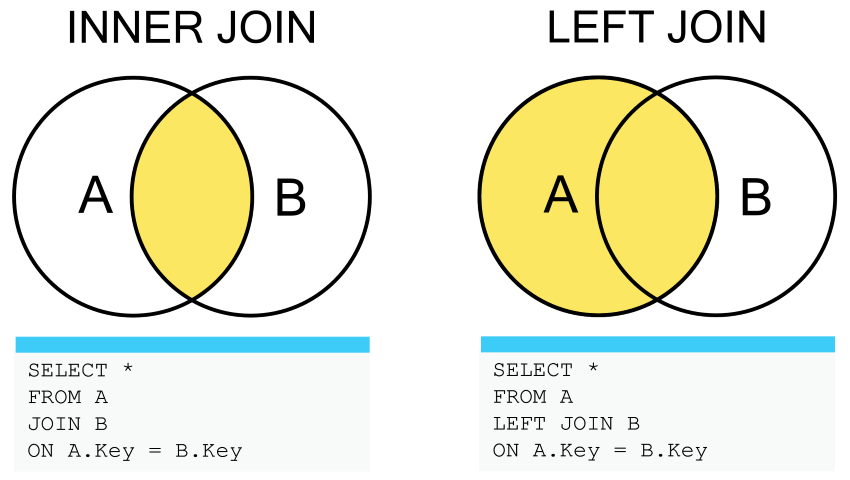 INNER JOIN
A
B
SELECT *
FROM A
JOIN B
ON A.Key = B.Key
LEFT JOIN
A
B
SELECT *
FROM A
LEFT JOIN B
ON A.Key = B.Key